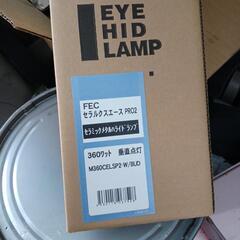 EYE
HID
LAMP
FEC
セラルクスエース PRO2
セラミックメタルハライドランプ
360ワット 垂直点灯
M360CELSP2-W/BUD